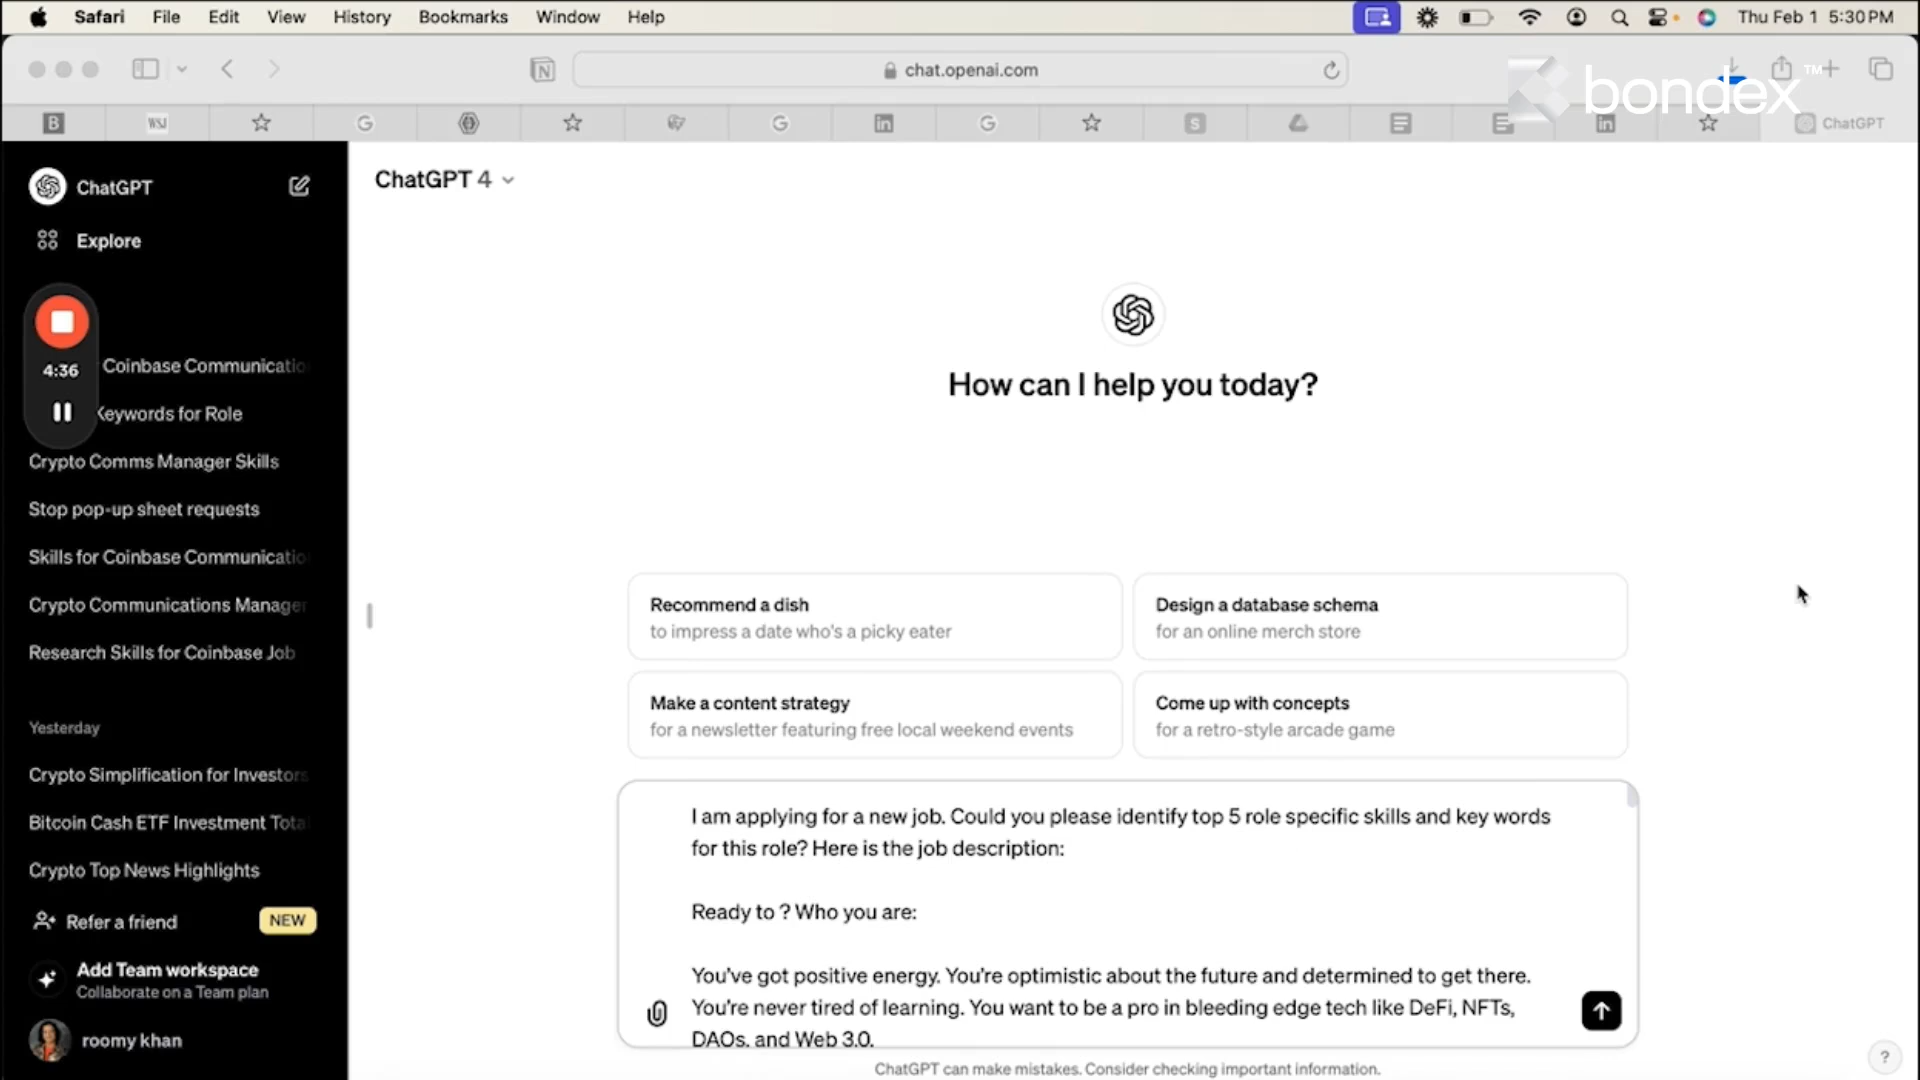 Safari File Edit View History Bookmarks Window Help Thu Feb 1 5:30 PM
chat.openai.com
bondex™
B WSJ G G in G S in ChatGPT
ChatGPT
ChatGPT 4
Explore
4:36
Coinbase Communicatio
Keywords for Role
Crypto Comms Manager Skills
Stop pop-up sheet requests
Skills for Coinbase Communicatio
Crypto Communications Manager
Research Skills for Coinbase Job
Yesterday
Crypto Simplification for Investors
Bitcoin Cash ETF Investment Tota
Crypto Top News Highlights
Refer a friend NEW
Add Team workspace
Collaborate on a Team plan
roomy khan
How can I help you today?
Recommend a dish
to impress a date who's a picky eater
Design a database schema
for an online merch store
Make a content strategy
for a newsletter featuring free local weekend events
Come up with concepts
for a retro-style arcade game
I am applying for a new job. Could you please identify top 5 role specific skills and key words
for this role? Here is the job description:
Ready to ? Who you are:
You've got positive energy. You're optimistic about the future and determined to get there.
You're never tired of learning. You want to be a pro in bleeding edge tech like DeFi, NFTs,
DAOs, and Web 3.0.
ChatGPT can make mistakes. Consider checking important information.
?